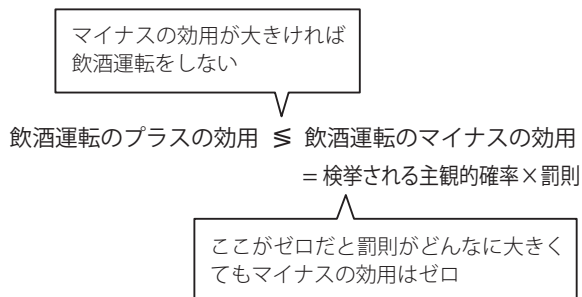 マイナスの効用が大きければ
飲酒運転をしない
飲酒運転のプラスの効用 ≶ 飲酒運転のマイナスの効用
＝検挙される主観的確率×罰則
ここがゼロだと罰則がどんなに大きく
てもマイナスの効用はゼロ